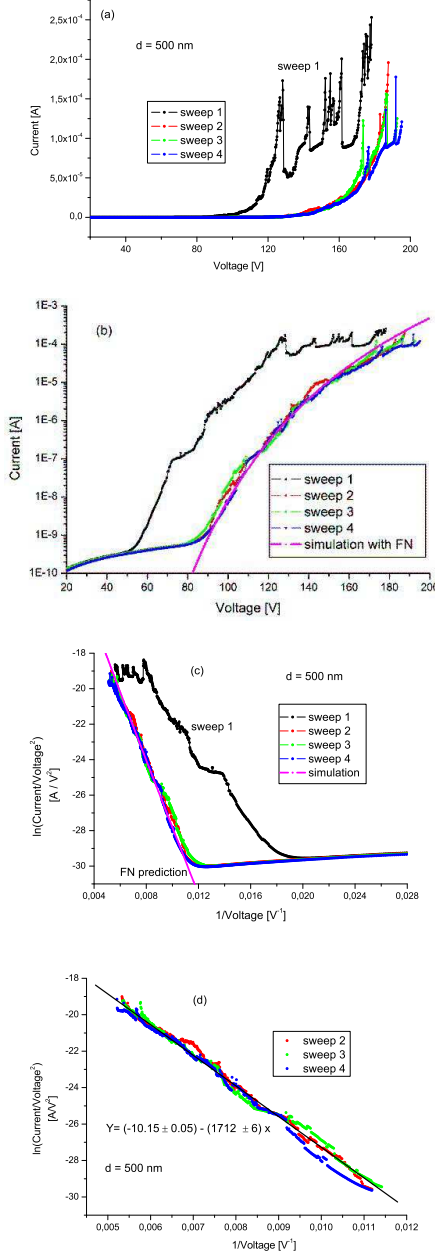 (a)
d = 500 nm
sweep 1
sweep 1
sweep 2
sweep 3
sweep 4
Current [A]
2,5x10⁻⁴
2,0x10⁻⁴
1,5x10⁻⁴
1,0x10⁻⁴
5,0x10⁻⁵
0,0
40
80
120
160
200
Voltage [V]
(b)
1E-3
1E-4
1E-5
1E-6
1E-7
1E-8
1E-9
1E-10
Current [A]
sweep 1
sweep 2
sweep 3
sweep 4
simulation with FN
20
40
60
80
100
120
140
160
180
200
Voltage [V]
(c)
d = 500 nm
sweep 1
sweep 1
sweep 2
sweep 3
sweep 4
simulation
FN prediction
ln(Current/Voltage²)
[A / V²]
-18
-20
-22
-24
-26
-28
-30
0,004
0,008
0,012
0,016
0,020
0,024
0,028
1/Voltage [V⁻¹]
(d)
sweep 2
sweep 3
sweep 4
Y= (-10.15 ± 0.05) - (1712 ± 6) x
d = 500 nm
ln(Current/Voltage²)
[A/V²]
-18
-20
-22
-24
-26
-28
-30
0,005
0,006
0,007
0,008
0,009
0,010
0,011
0,012
1/Voltage [V⁻¹]